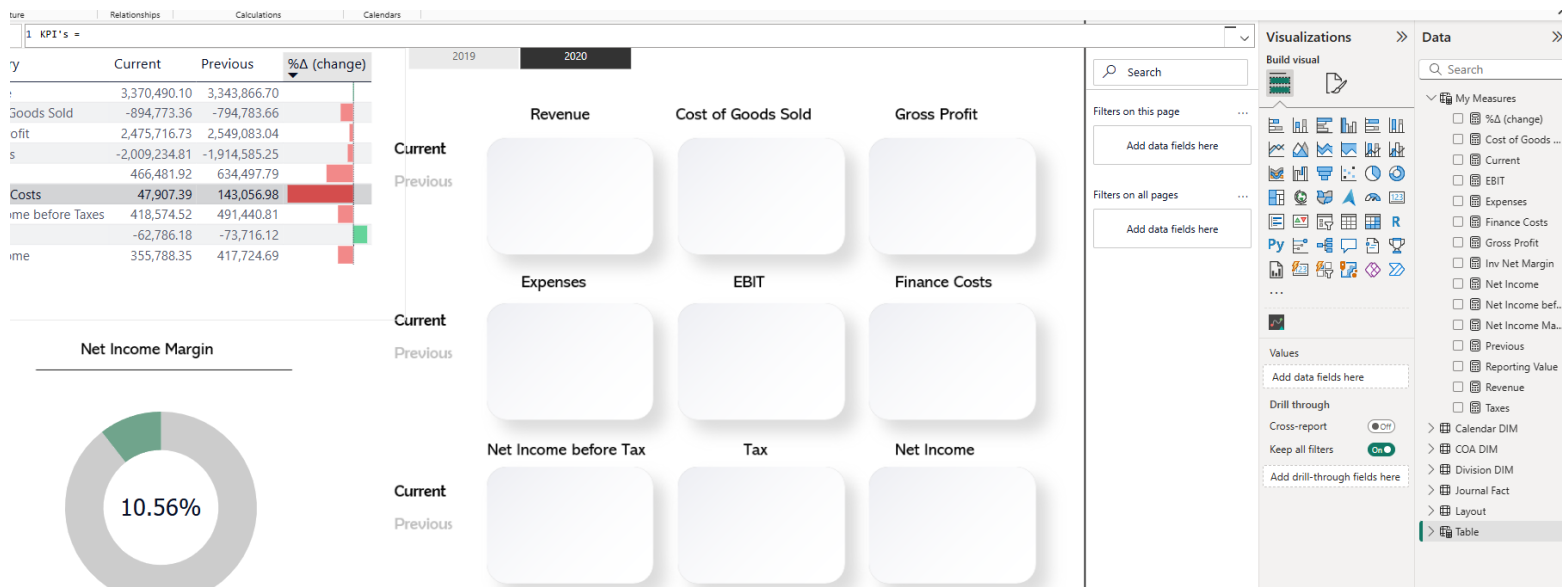 ture Relationships Calculations Calendars
1 KPI's =
ry Current Previous %Δ (change)
3,370,490.10 3,343,866.70
Goods Sold -894,773.36 -794,783.66
ofit 2,475,716.73 2,549,083.04
s -2,009,234.81 -1,914,585.25
466,481.92 634,497.79
Costs 47,907.39 143,056.98
ome before Taxes 418,574.52 491,440.81
-62,786.18 -73,716.12
ome 355,788.35 417,724.69
Net Income Margin
10.56%
2019 2020
Revenue Cost of Goods Sold Gross Profit
Current
Previous
Expenses EBIT Finance Costs
Current
Previous
Net Income before Tax Tax Net Income
Current
Previous
Search
Filters on this page ...
Add data fields here
Filters on all pages ...
Add data fields here
Visualizations
Build visual
123
R
Py
...
Values
Add data fields here
Drill through
Cross-report Off
Keep all filters On
Add drill-through fields here
Data
Search
My Measures
%Δ (change)
Cost of Goods ...
Current
EBIT
Expenses
Finance Costs
Gross Profit
Inv Net Margin
Net Income
Net Income bef...
Net Income Ma...
Previous
Reporting Value
Revenue
Taxes
Calendar DIM
COA DIM
Division DIM
Journal Fact
Layout
Table